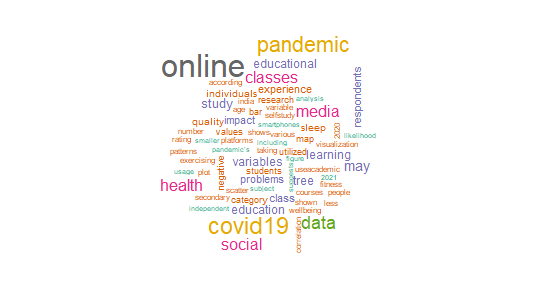 pandemic
online
educational
classes
according
respondents
individuals
experience
research
analysis
study
age
india
bar
variable
media
selfstudy
quality
impact
smartphones
sleep
2020
number
values
shows
various
map
likelihood
rating
smaller
platforms
including
visualization
patterns
pandemic's
taking
utilized
learning
exercising
variables
figure
may
usage
plot
negative
students
suggests
useacademic
problems
tree
2021
health
fitness
scatter
subject
courses
people
secondary
category
class
shown
less
independent
education
wellbeing
covid19
data
correration
social